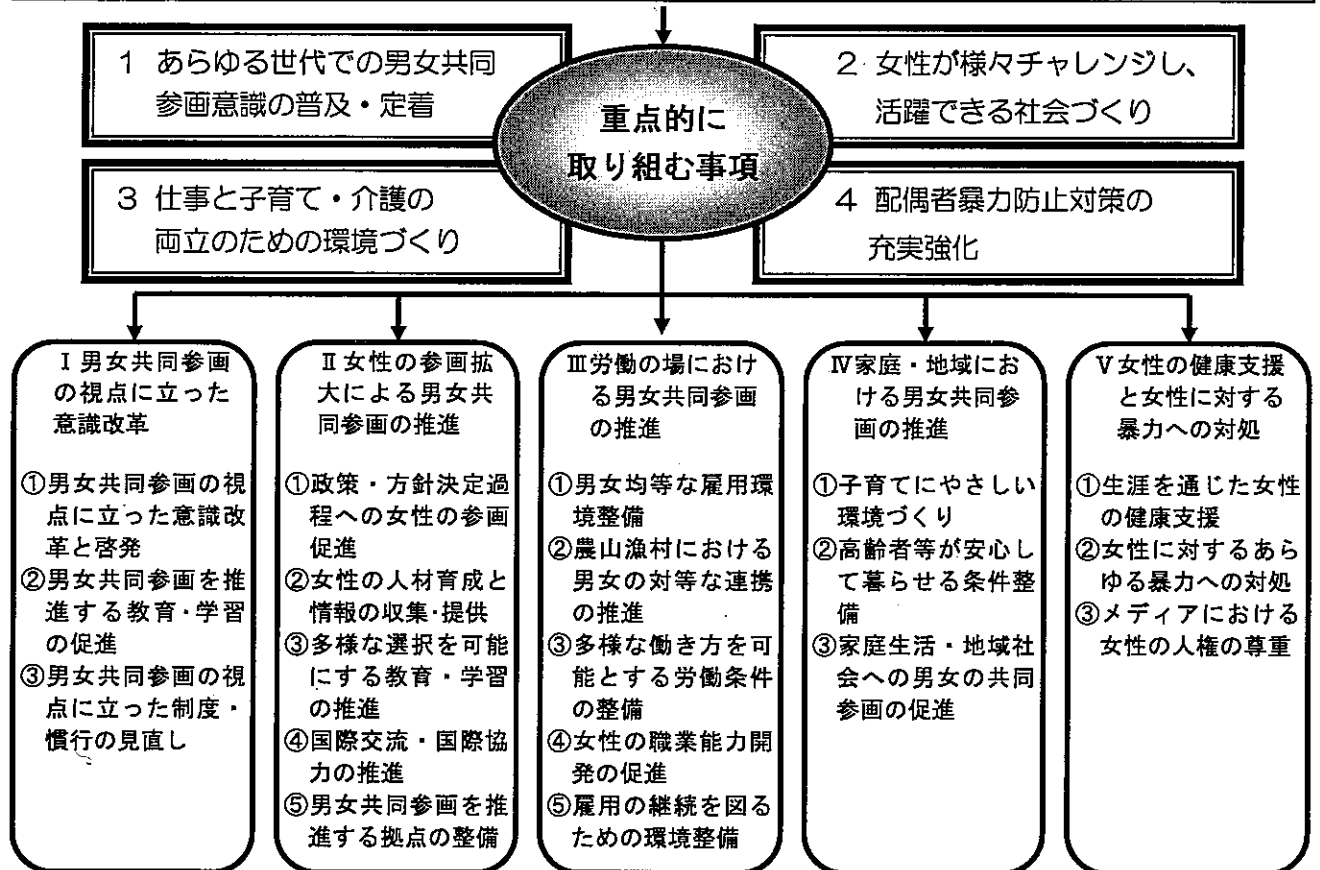 1 あらゆる世代での男女共同
参画意識の普及・定着
2 女性が様々チャレンジし、
活躍できる社会づくり
重点的に
取り組む事項
3 仕事と子育て・介護の
両立のための環境づくり
4 配偶者暴力防止対策の
充実強化
Ⅰ男女共同参画
の視点に立った
意識改革
①男女共同参画の視
点に立った意識改
革と啓発
②男女共同参画を推
進する教育・学習
の促進
③男女共同参画の視
点に立った制度・
慣行の見直し
Ⅱ女性の参画拡
大による男女共
同参画の推進
①政策・方針決定過
程への女性の参画
促進
②女性の人材育成と
情報の収集・提供
③多様な選択を可能
にする教育・学習
の推進
④国際交流・国際協
力の推進
⑤男女共同参画を推
進する拠点の整備
Ⅲ労働の場におけ
る男女共同参画
の推進
①男女均等な雇用環
境整備
②農山漁村における
男女の対等な連携
の推進
③多様な働き方を可
能とする労働条件
の整備
④女性の職業能力開
発の促進
⑤雇用の継続を図る
ための環境整備
Ⅳ家庭・地域にお
ける男女共同参
画の推進
①子育てにやさしい
環境づくり
②高齢者等が安心し
て暮らせる条件整
備
③家庭生活・地域社
会への男女の共同
参画の促進
Ⅴ女性の健康支援
と女性に対する
暴力への対処
①生涯を通じた女性
の健康支援
②女性に対するあら
ゆる暴力への対処
③メディアにおける
女性の人権の尊重